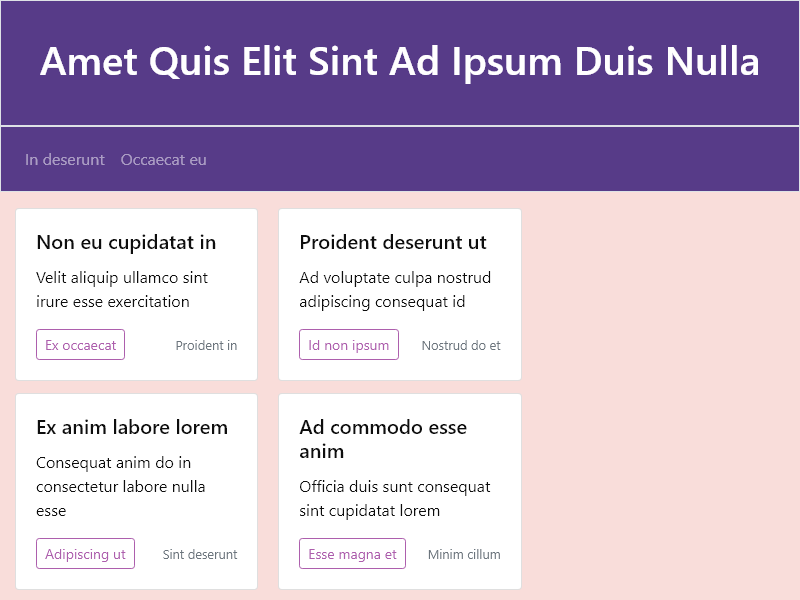 Amet Quis Elit Sint Ad Ipsum Duis Nulla
In deserunt Occaecat eu
Non eu cupidatat in
Velit aliquip ullamco sint
irure esse exercitation
Ex occaecat Proident in
Proident deserunt ut
Ad voluptate culpa nostrud
adipiscing consequat id
Id non ipsum Nostrud do et
Ex anim labore lorem
Consequat anim do in
consectetur labore nulla
esse
Adipiscing ut Sint deserunt
Ad commodo esse
anim
Officia duis sunt consequat
sint cupidatat lorem
Esse magna et Minim cillum